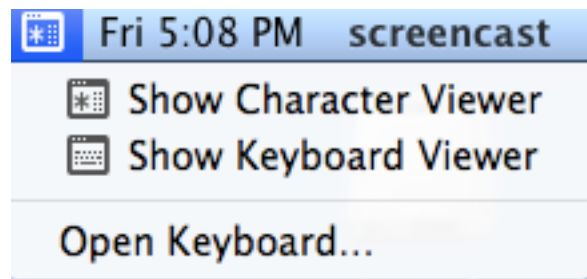 Fri 5:08 PM screencast
Show Character Viewer
Show Keyboard Viewer
Open Keyboard...